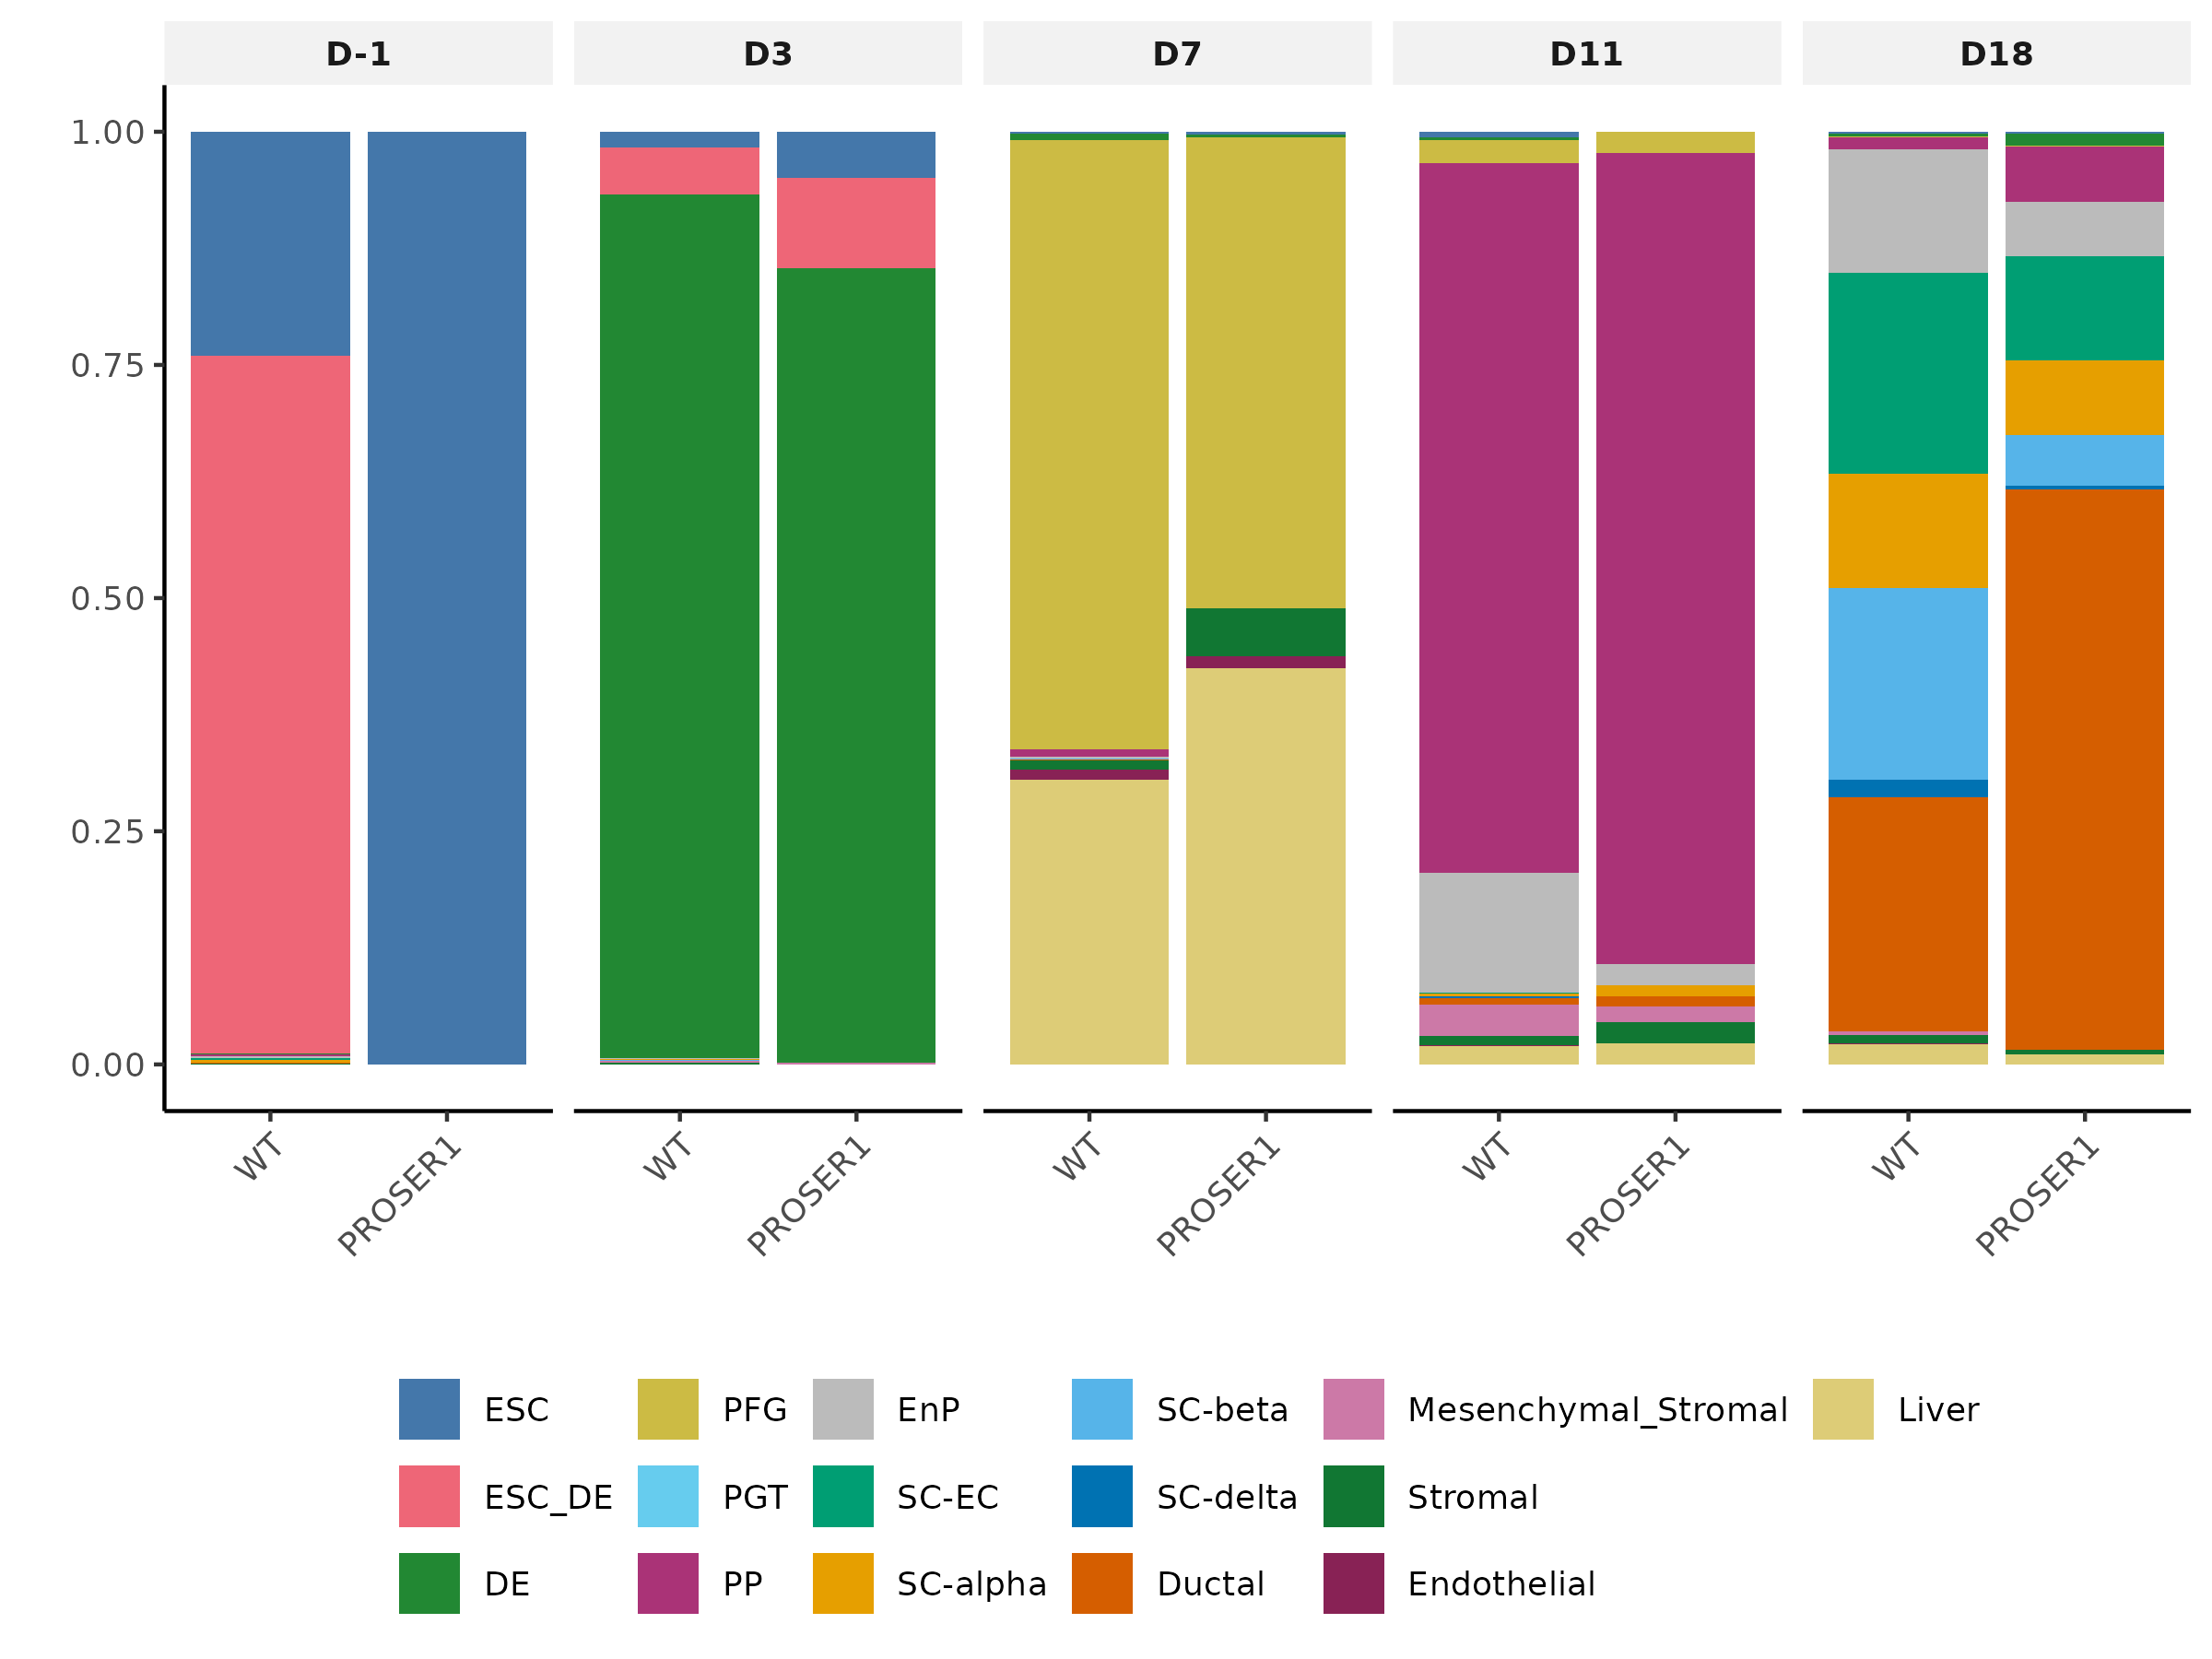 D-1 D3 D7 D11 D18
1.00
0.75
0.50
0.25
0.00
WT PROSER1 WT PROSER1 WT PROSER1 WT PROSER1 WT PROSER1
ESC PFG EnP SC-beta Mesenchymal_Stromal Liver
ESC_DE PGT SC-EC SC-delta Stromal
DE PP SC-alpha Ductal Endothelial